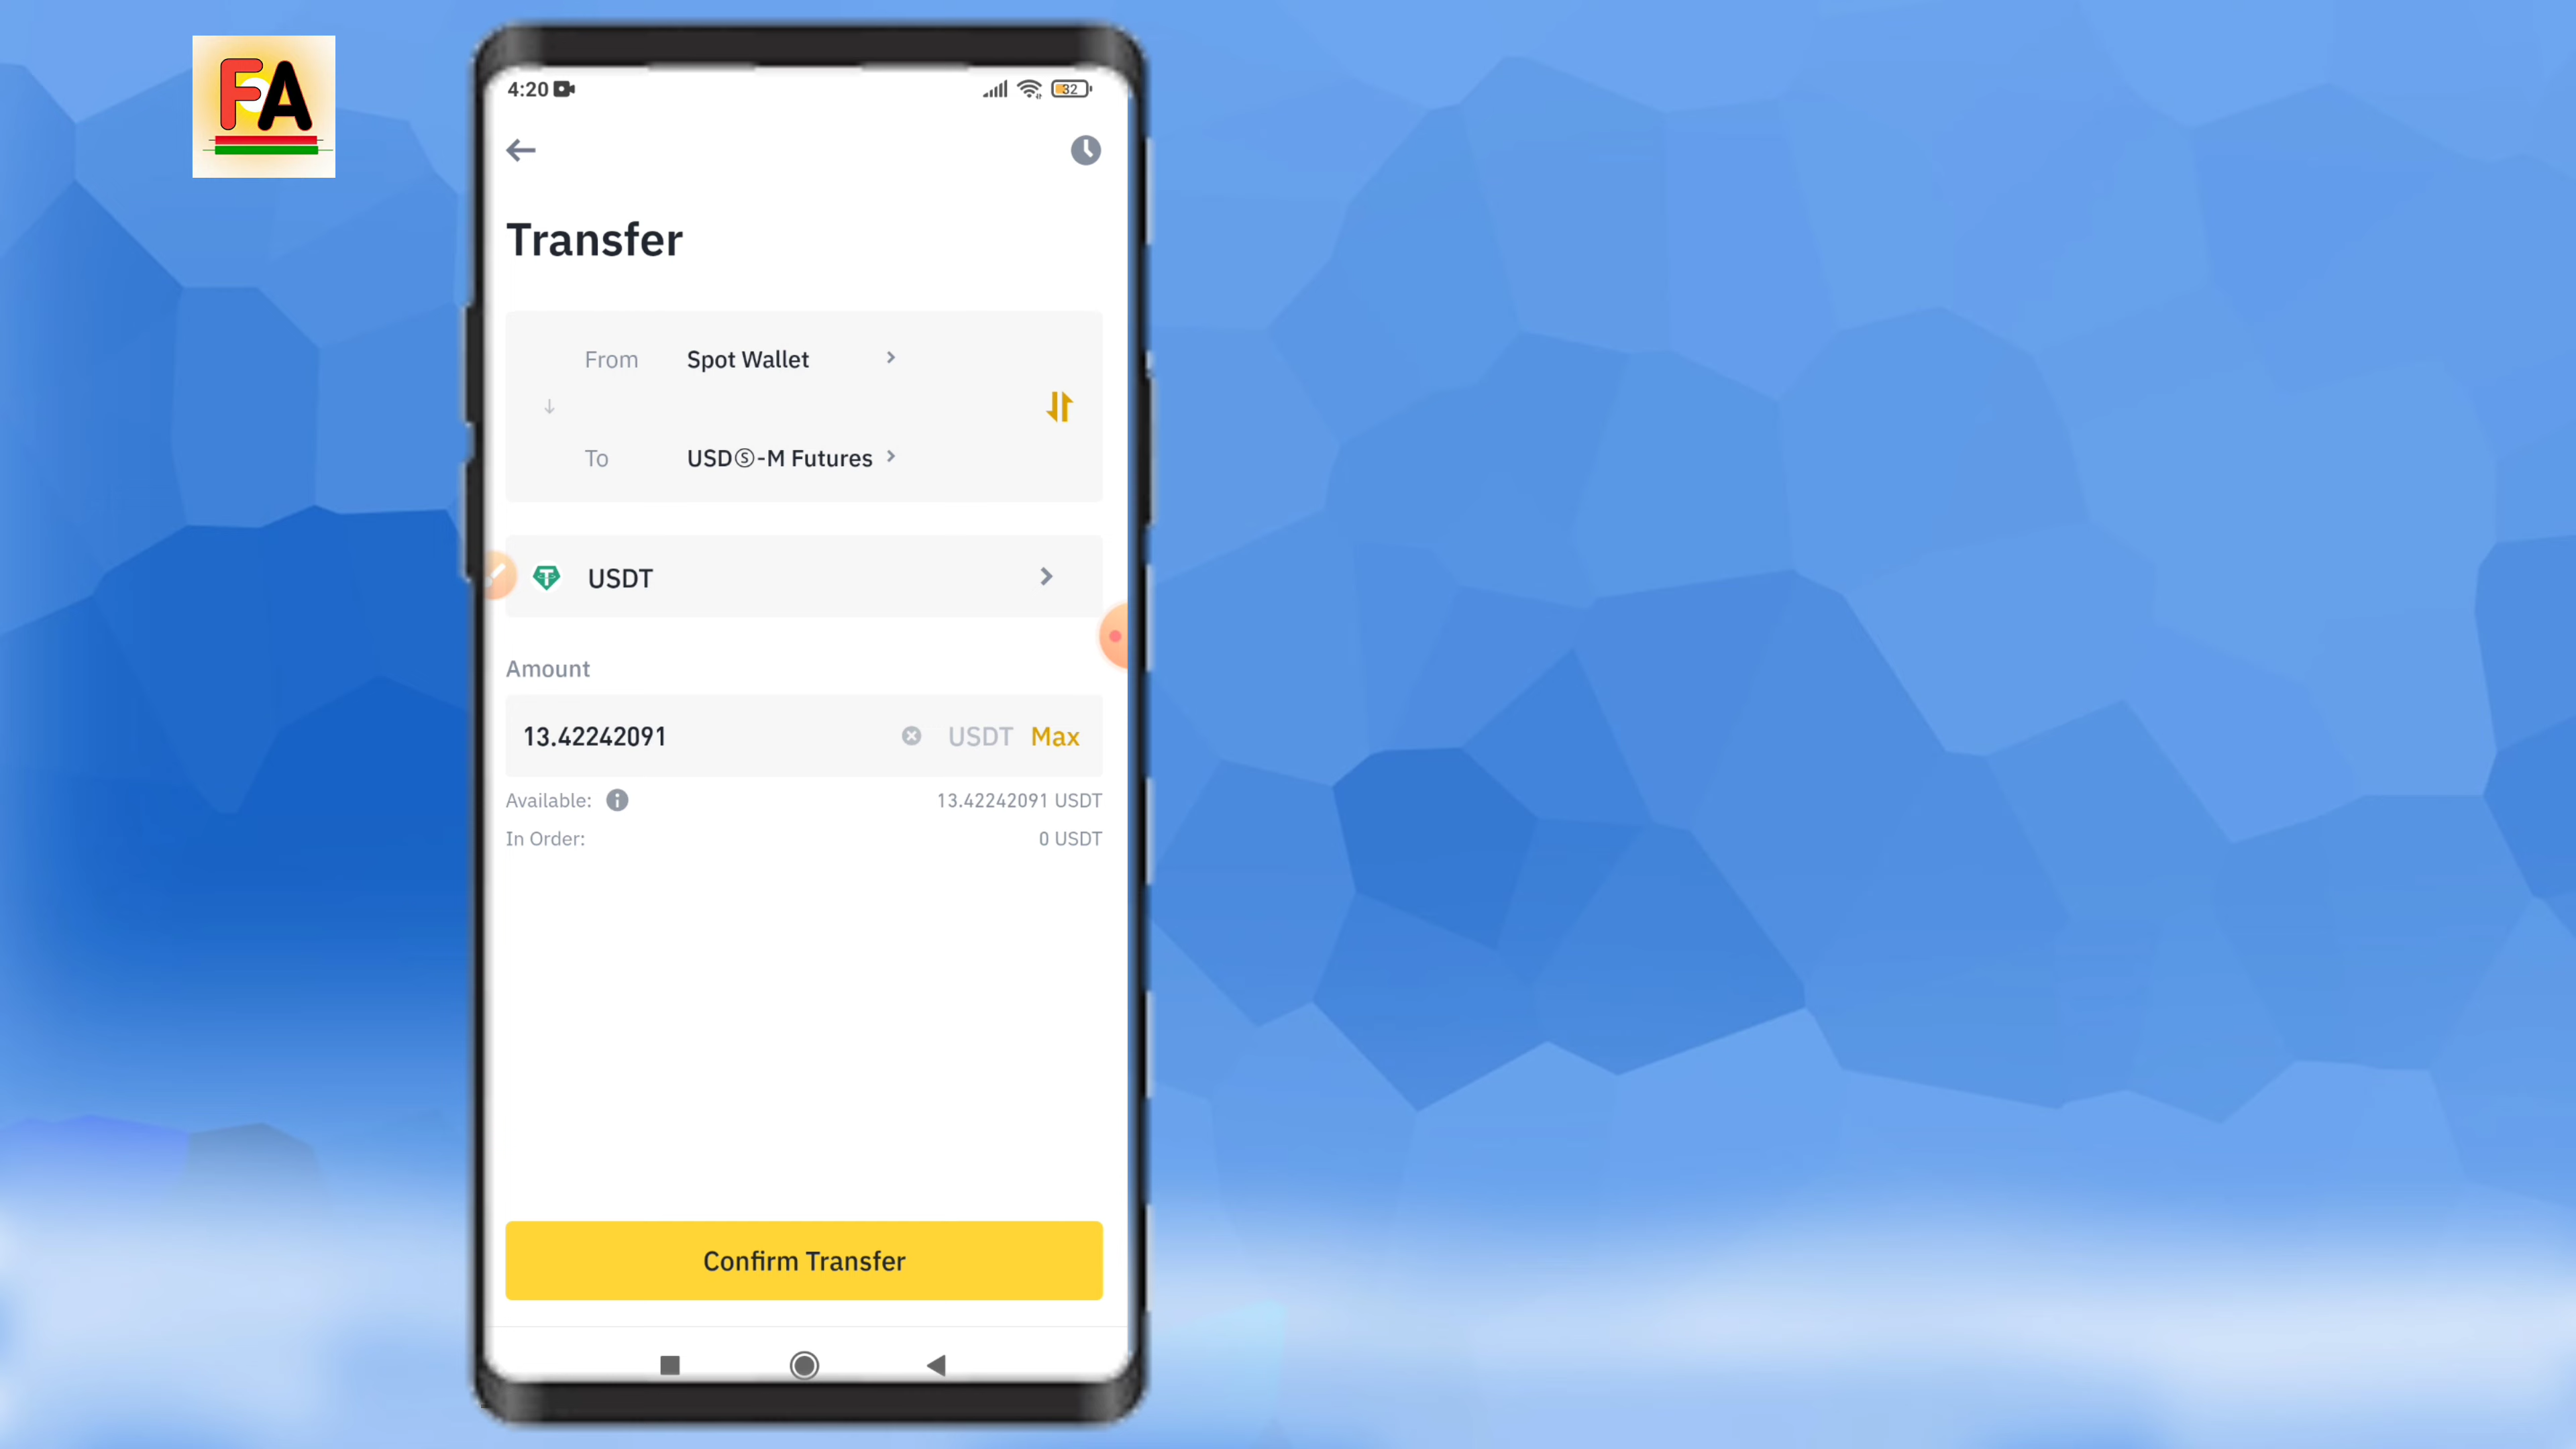 FA
4:20
32
Transfer
From Spot Wallet
To USDⓈ-M Futures
USDT
Amount
13.42242091 USDT Max
Available: 13.42242091 USDT
In Order: 0 USDT
Confirm Transfer